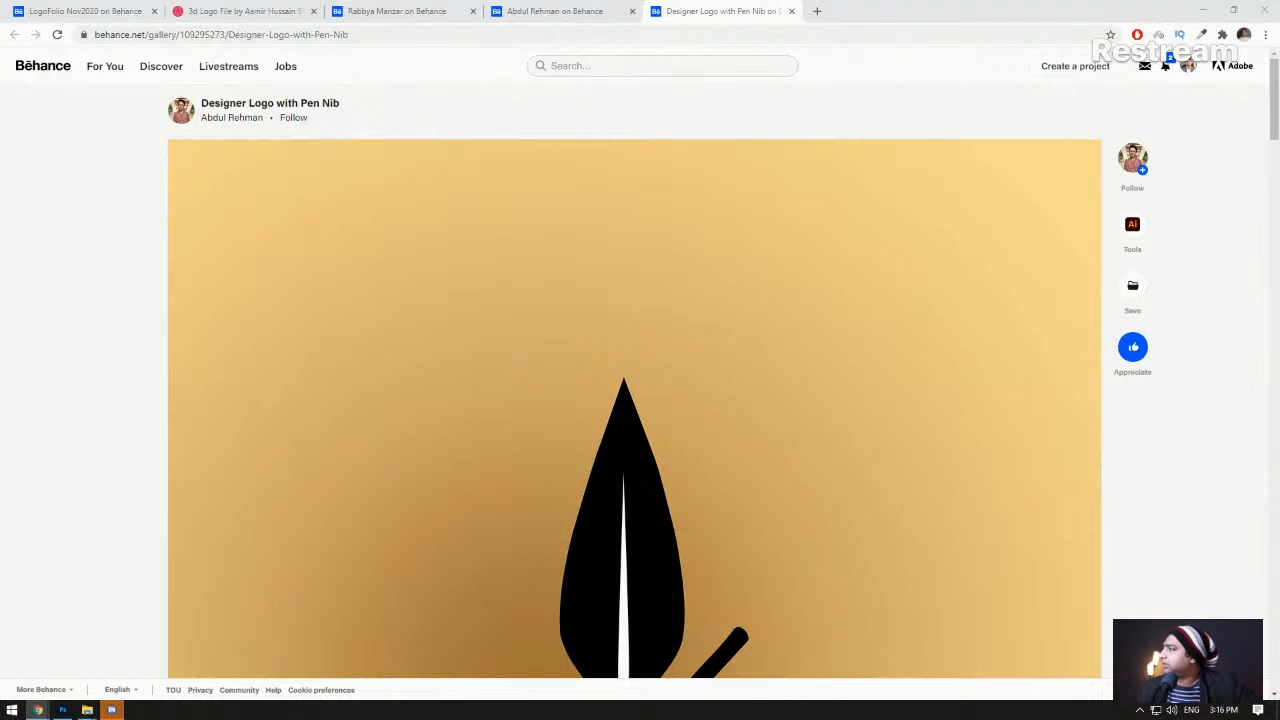 LogoFolio Nov2020 on Behance
3d Logo File by Aamir Hussain S
Rabbya Manzar on Behance
Abdul Rehman on Behance
Designer Logo with Pen Nib on D
behance.net/gallery/109295273/Designer-Logo-with-Pen-Nib
Restream
Bēhance
For You
Discover
Livestreams
Jobs
Search...
Create a project
2
Adobe
Designer Logo with Pen Nib
Abdul Rehman • Follow
Follow
Ai
Tools
Save
Appreciate
More Behance
English
TOU
Privacy
Community
Help
Cookie preferences
ENG
3:16 PM